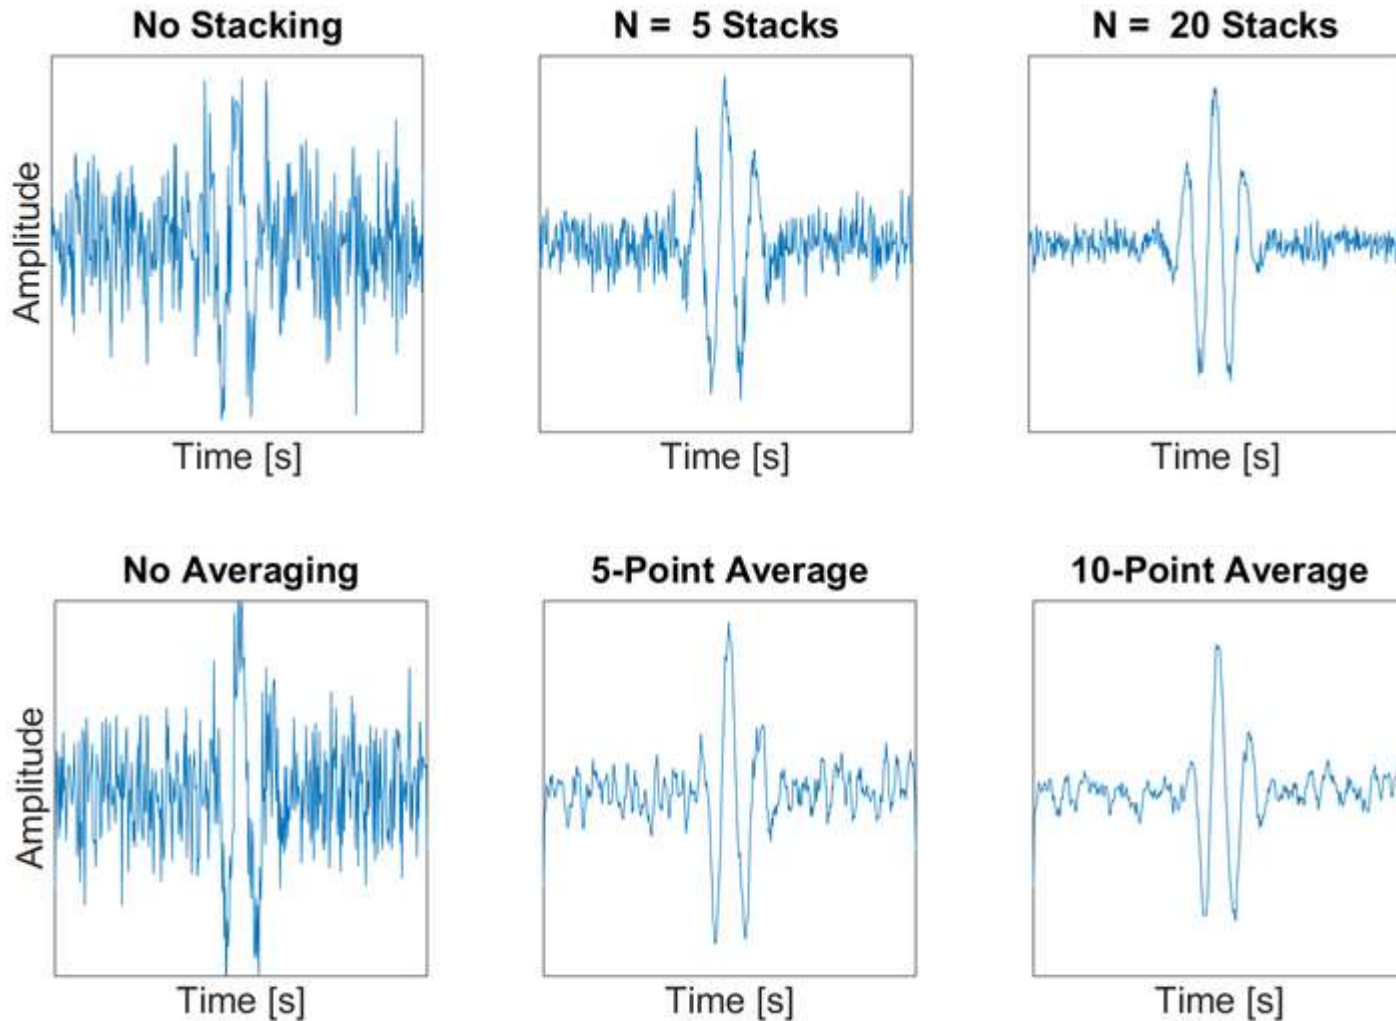 No Stacking
N =  5 Stacks
N =  20 Stacks
Amplitude
Time [s]
Time [s]
Time [s]
No Averaging
5-Point Average
10-Point Average
Amplitude
Time [s]
Time [s]
Time [s]